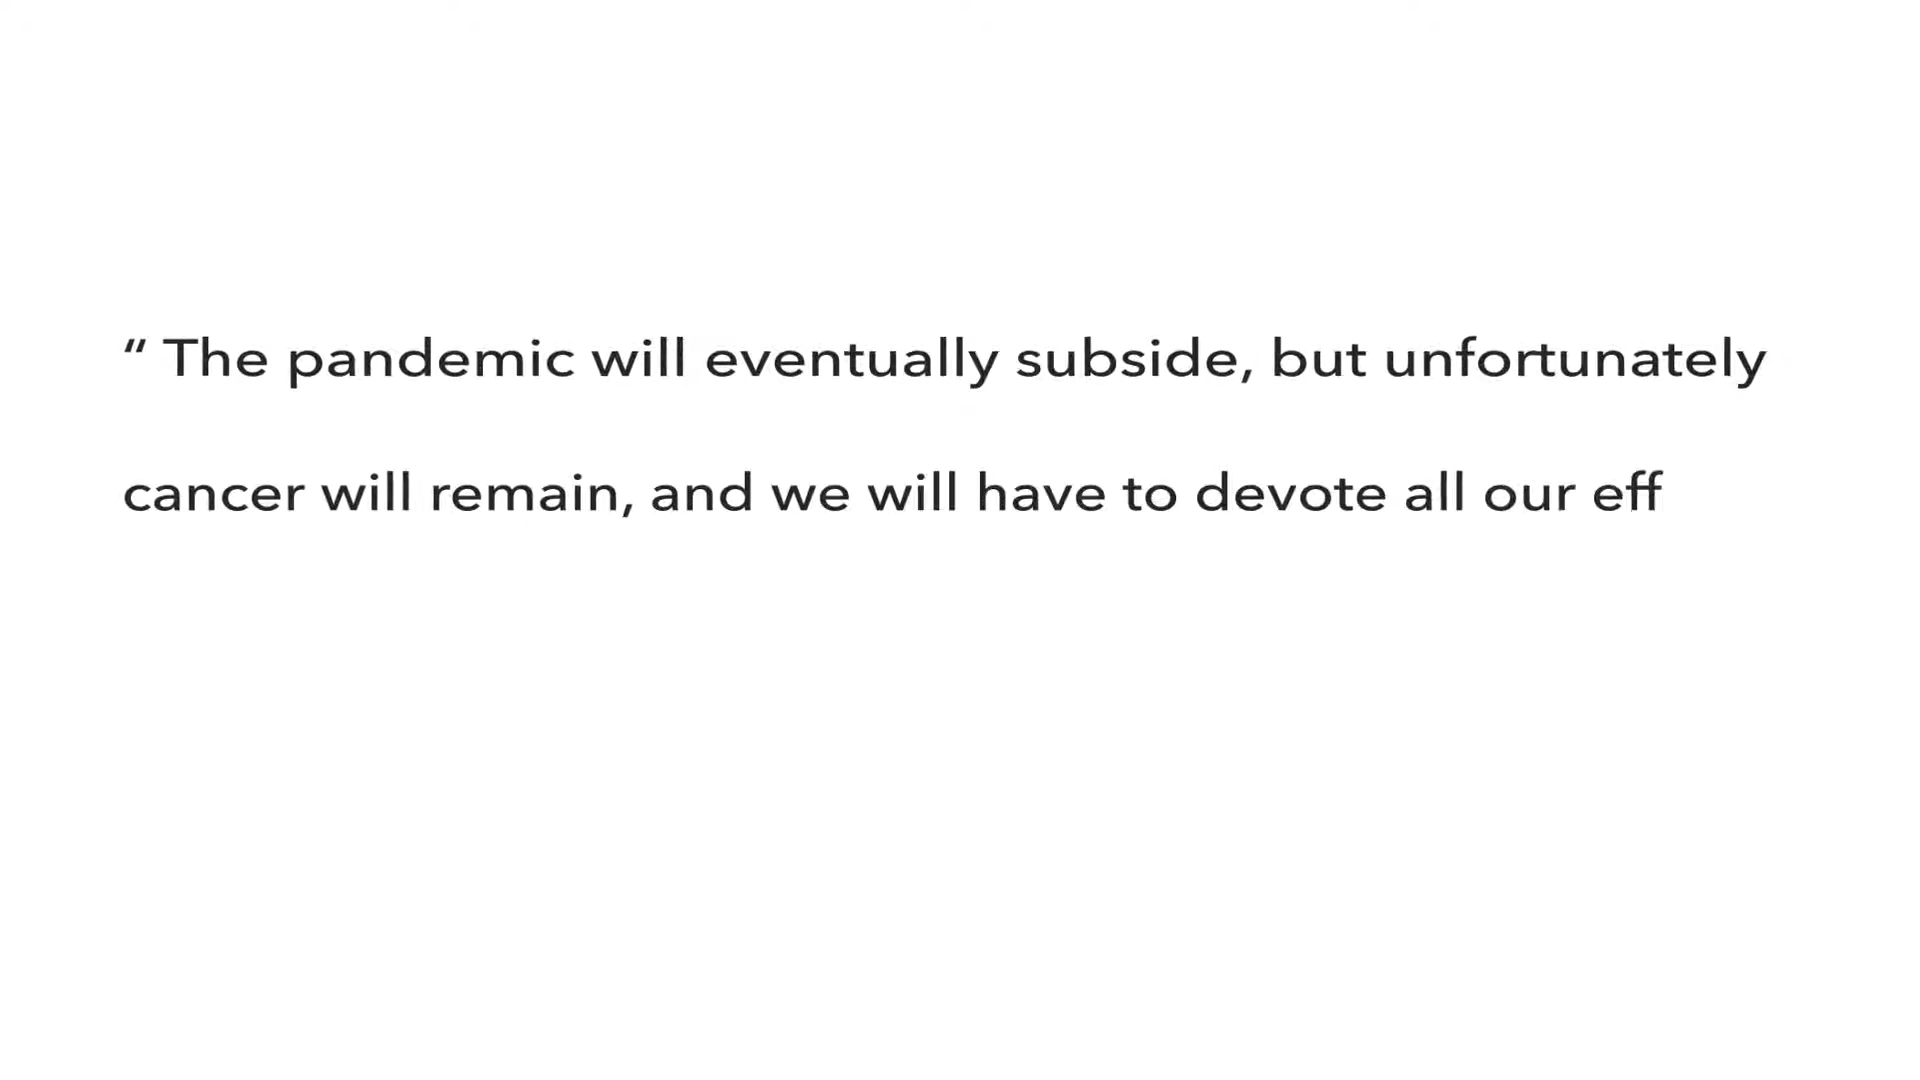 “ The pandemic will eventually subside, but unfortunately
cancer will remain, and we will have to devote all our eff